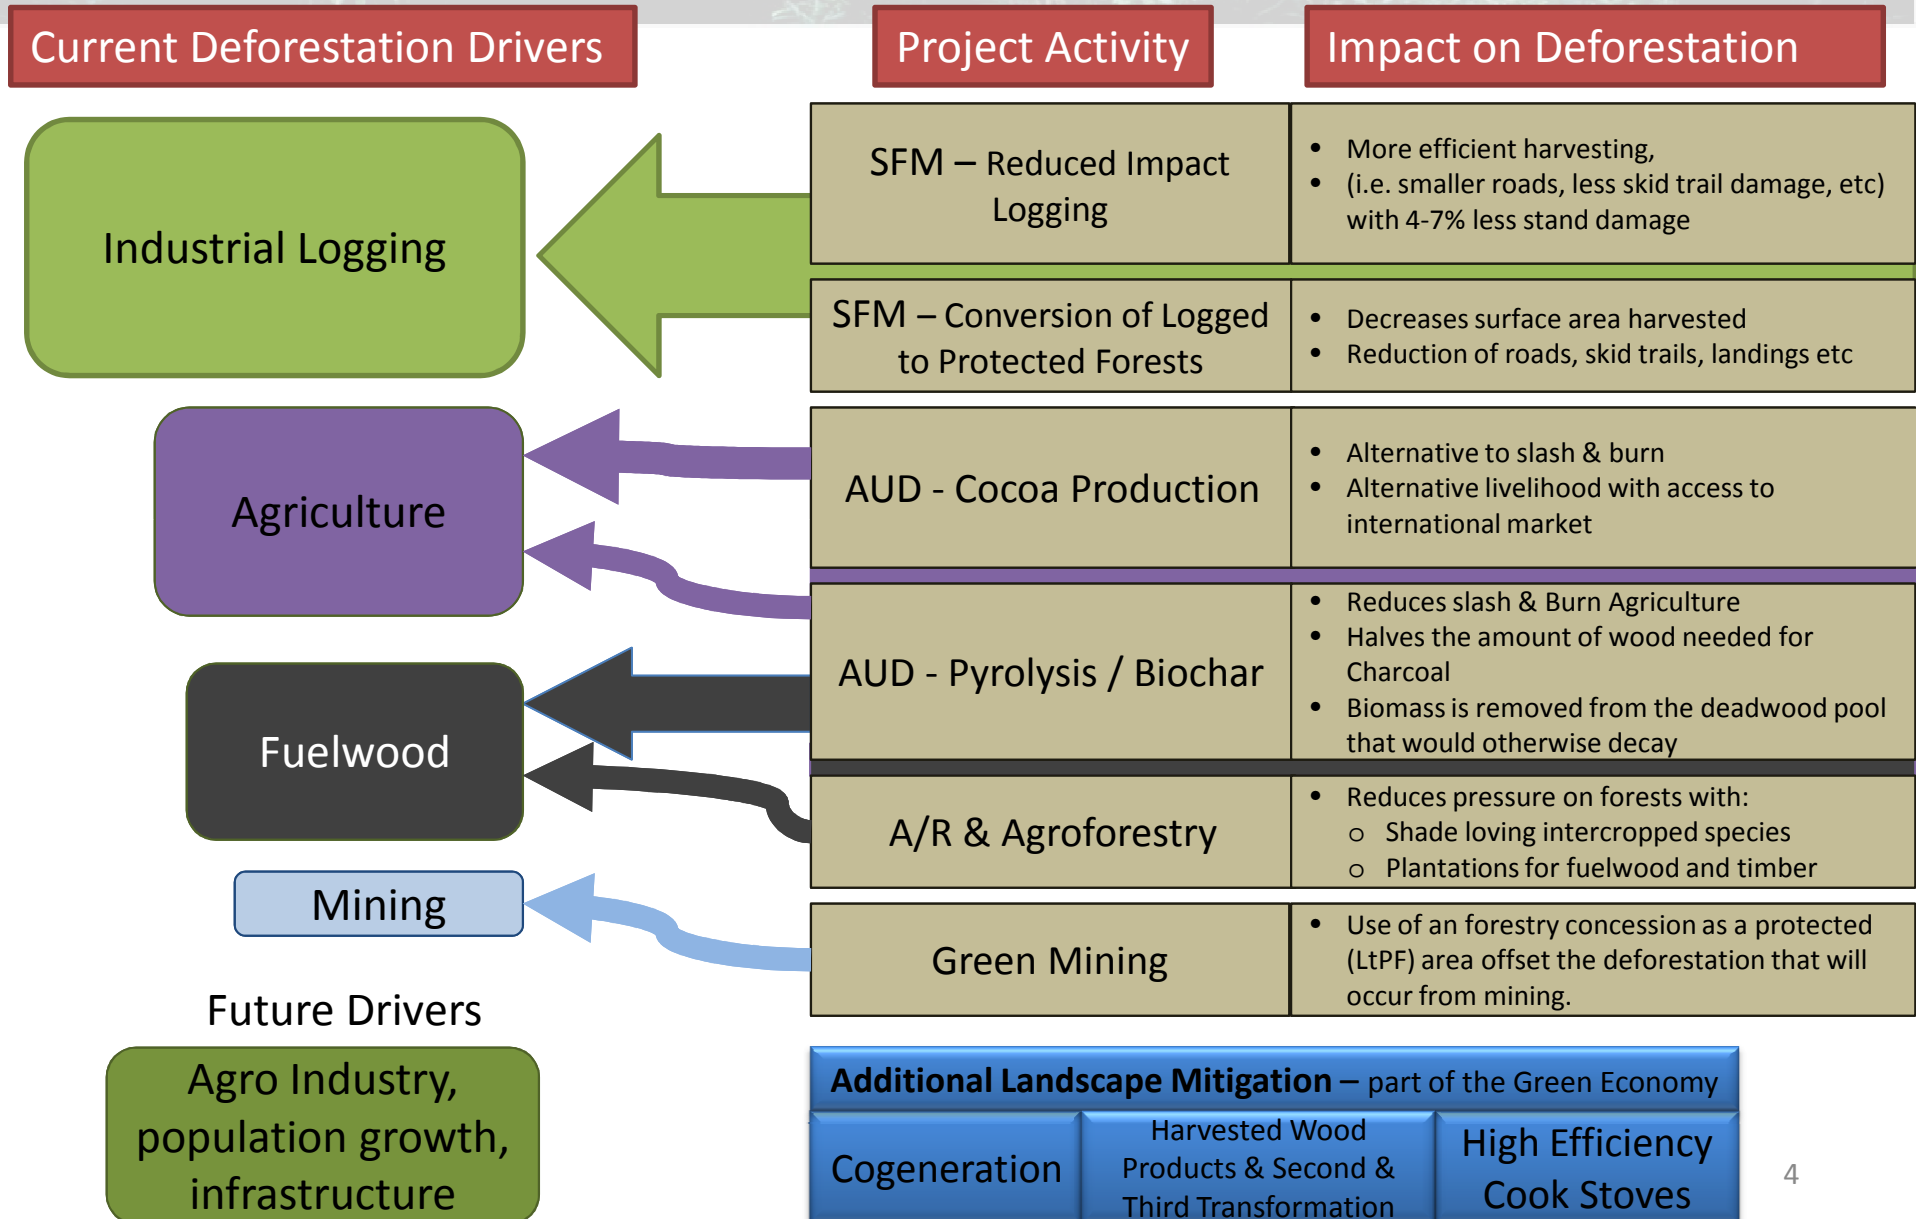 Current Deforestation Drivers
Project Activity
Impact on Deforestation
Industrial Logging
SFM – Reduced Impact
Logging
• More efficient harvesting,
• (i.e. smaller roads, less skid trail damage, etc)
with 4-7% less stand damage
SFM – Conversion of Logged
to Protected Forests
• Decreases surface area harvested
• Reduction of roads, skid trails, landings etc
Agriculture
AUD - Cocoa Production
• Alternative to slash & burn
• Alternative livelihood with access to
international market
AUD - Pyrolysis / Biochar
• Reduces slash & Burn Agriculture
• Halves the amount of wood needed for
Charcoal
• Biomass is removed from the deadwood pool
that would otherwise decay
Fuelwood
A/R & Agroforestry
• Reduces pressure on forests with:
o Shade loving intercropped species
o Plantations for fuelwood and timber
Mining
Green Mining
• Use of an forestry concession as a protected
(LtPF) area offset the deforestation that will
occur from mining.
Future Drivers
Agro Industry,
population growth,
infrastructure
Additional Landscape Mitigation – part of the Green Economy
Cogeneration
Harvested Wood
Products & Second &
Third Transformation
High Efficiency
Cook Stoves
4